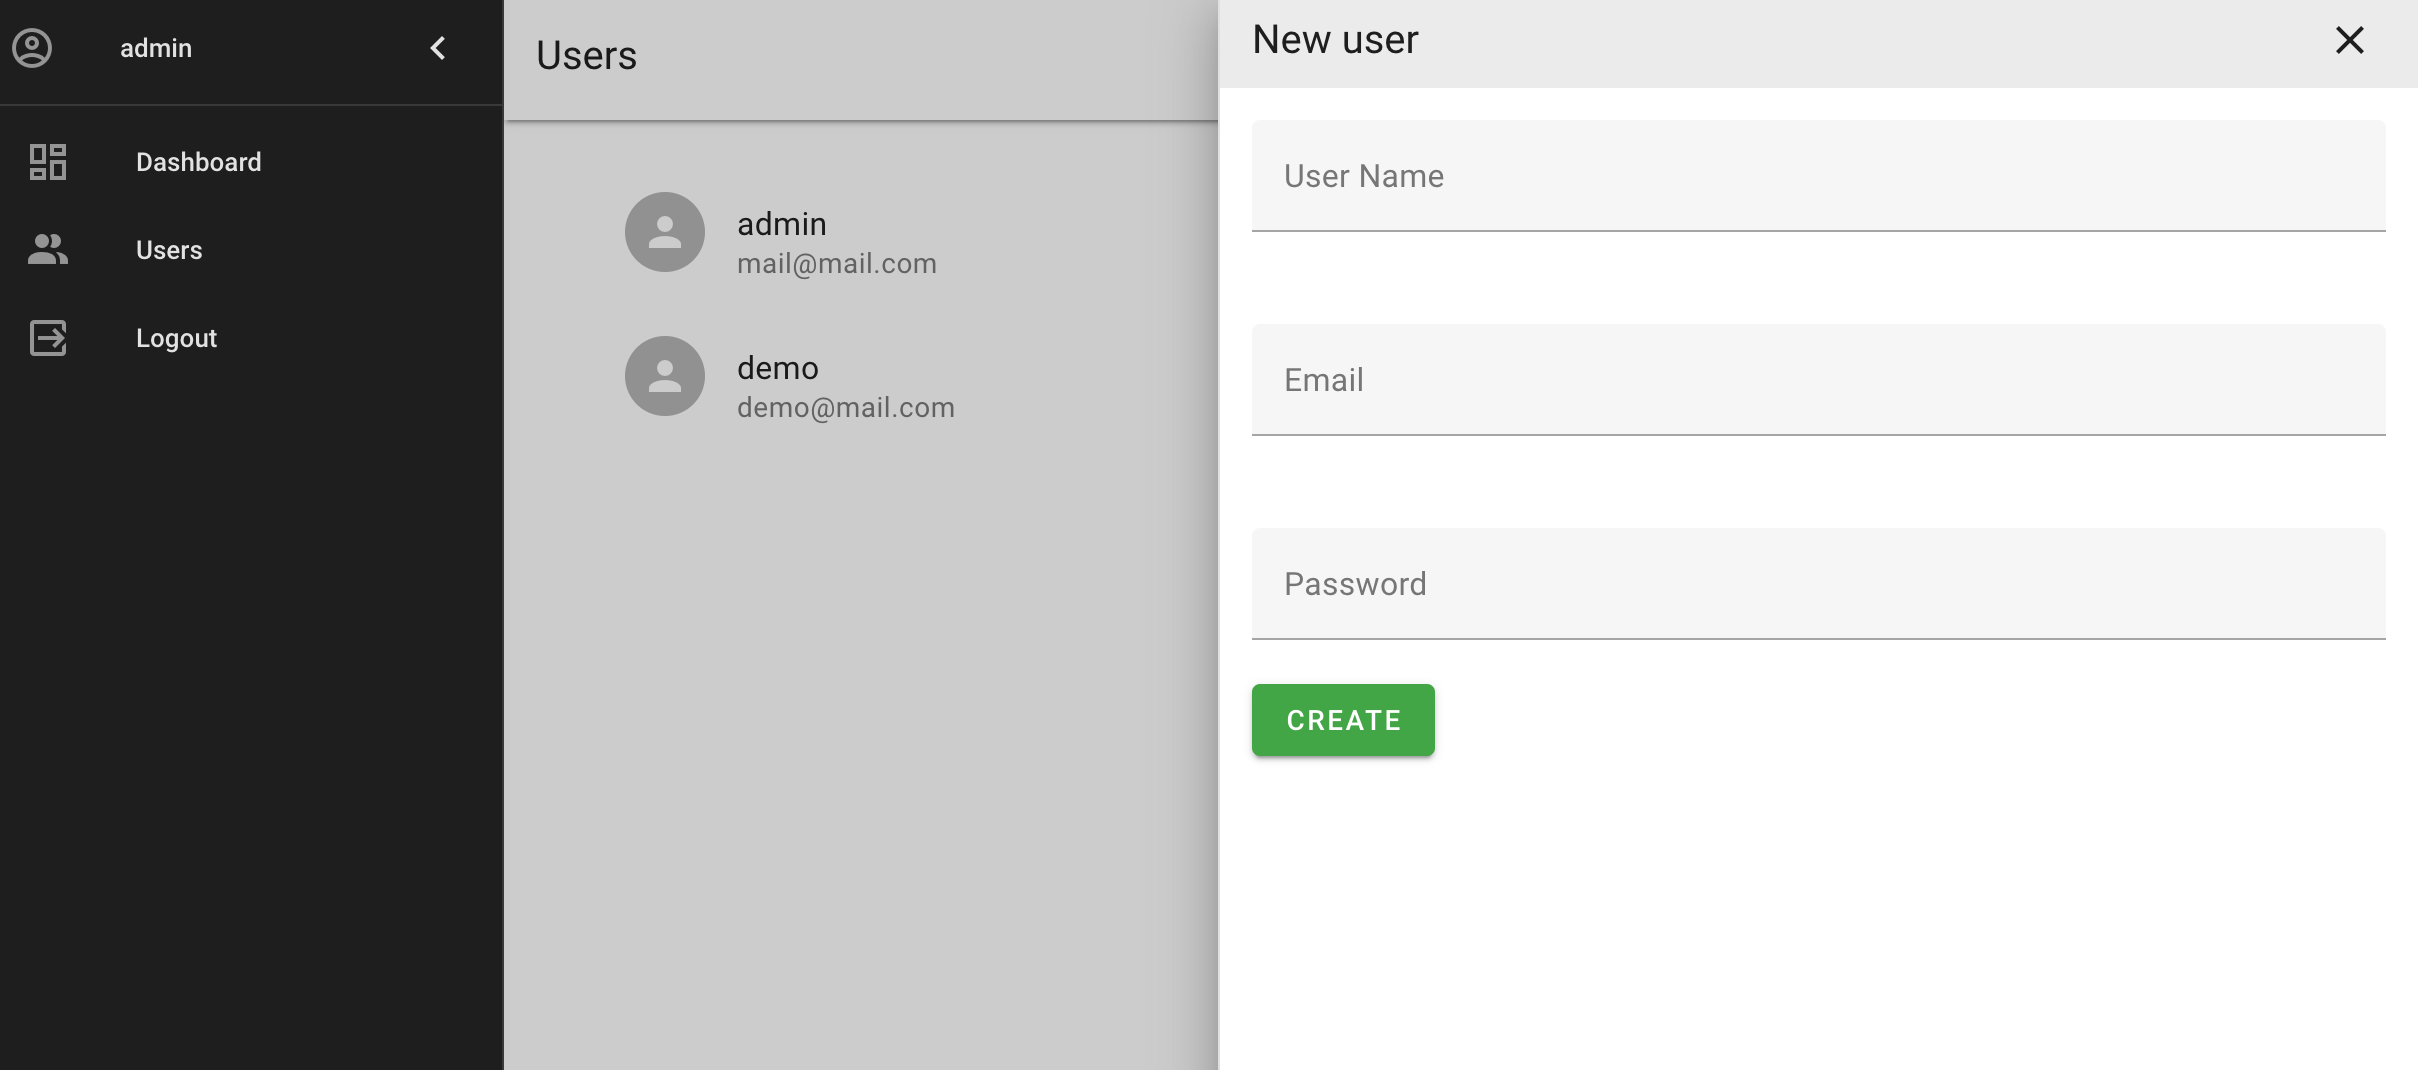 admin
Dashboard
Users
Logout
Users
admin
mail@mail.com
demo
demo@mail.com
New user
User Name
Email
Password
CREATE